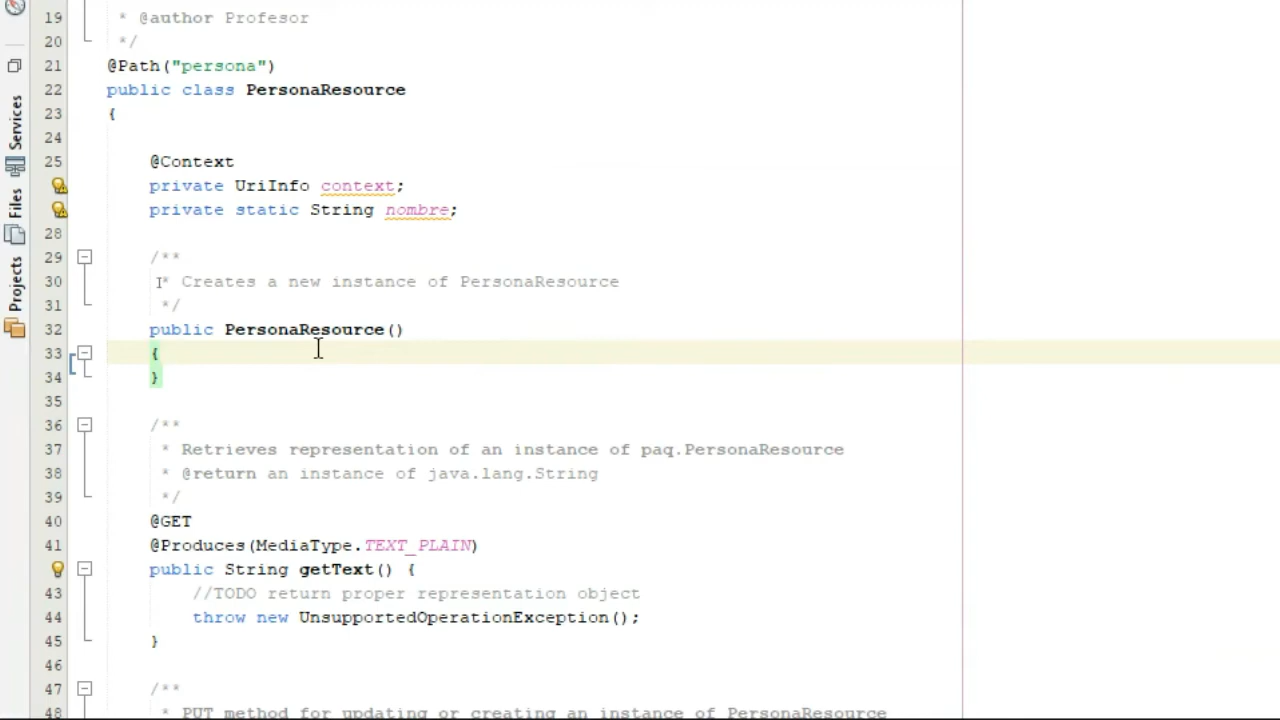 19 * @author Profesor
20 */
21 @Path("persona")
22 public class PersonaResource
23 {
24
25 @Context
private UriInfo context;
private static String nombre;
28
29 /**
30 * Creates a new instance of PersonaResource
31 */
32 public PersonaResource()
33 {
34 }
35
36 /**
37 * Retrieves representation of an instance of paq.PersonaResource
38 * @return an instance of java.lang.String
39 */
40 @GET
41 @Produces(MediaType.TEXT_PLAIN)
public String getText() {
43 //TODO return proper representation object
44 throw new UnsupportedOperationException();
45 }
46
47 /**
48 * PUT method for updating or creating an instance of PersonaResource
Services
Files
Projects